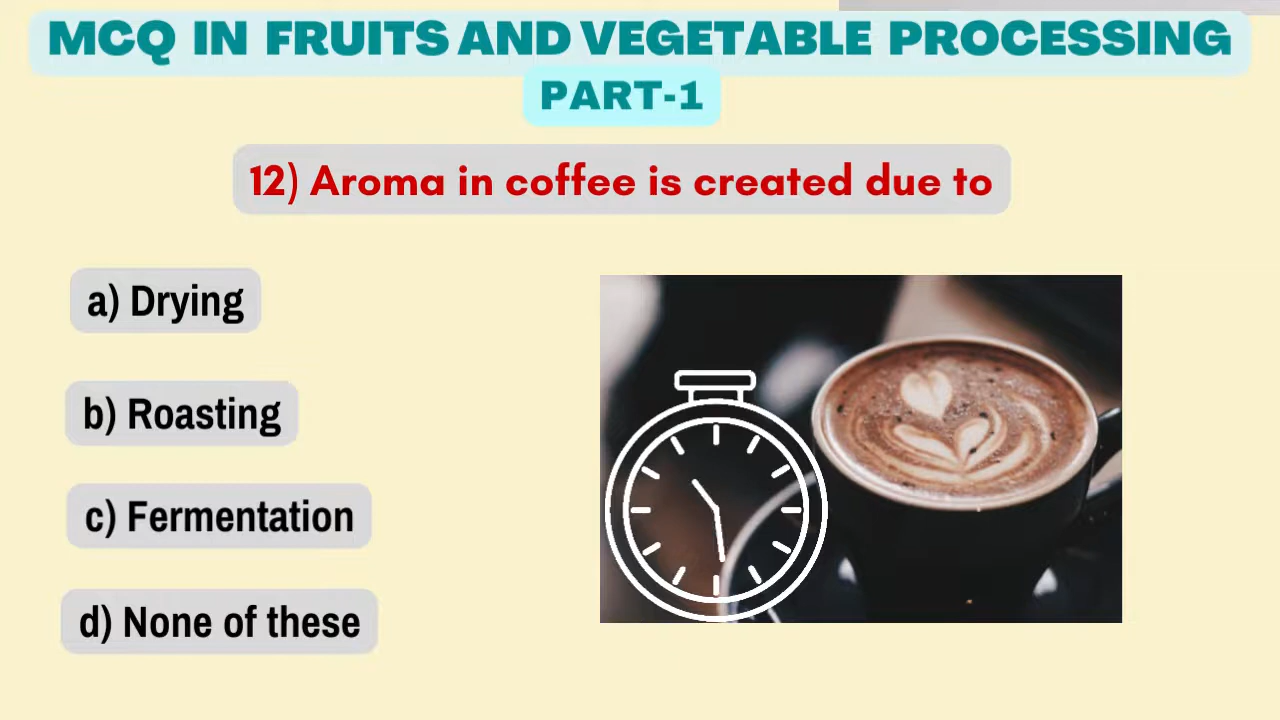 MCQ IN FRUITS AND VEGETABLE PROCESSING
PART-1
12) Aroma in coffee is created due to
a) Drying
b) Roasting
c) Fermentation
d) None of these